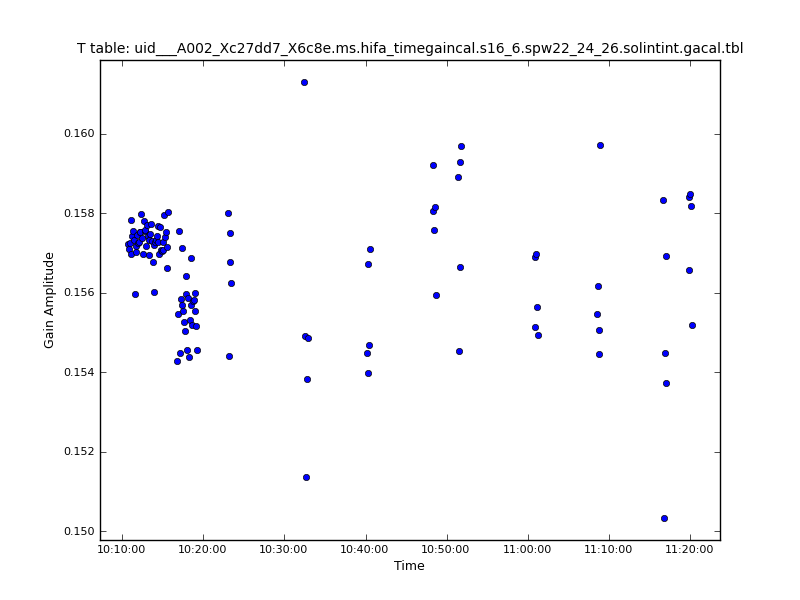 T table: uid___A002_Xc27dd7_X6c8e.ms.hifa_timegaincal.s16_6.spw22_24_26.solintint.gacal.tbl
0.160
0.158
0.156
0.154
0.152
0.150
Gain Amplitude
10:10:00 10:20:00 10:30:00 10:40:00 10:50:00 11:00:00 11:10:00 11:20:00
Time